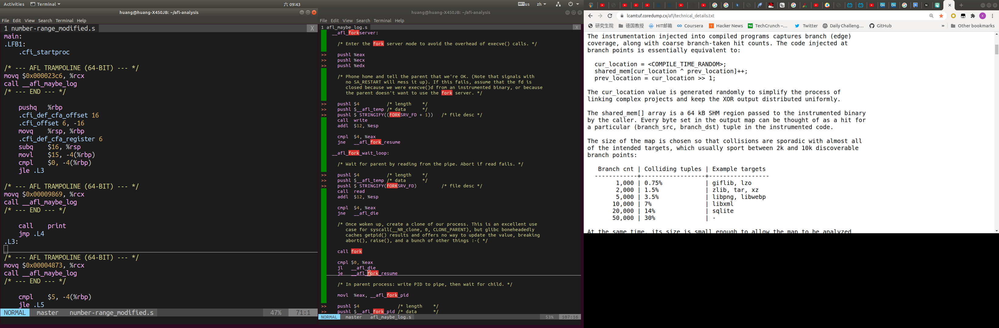 Activities
Terminal
六 09:43
us
zh
huang@huang-X450JB: ~/afl-analysis
File Edit View Search Terminal Help
1 number-range_modified.s X
main:
.LFB1:
    .cfi_startproc
/* --- AFL TRAMPOLINE (64-BIT) --- */
movq $0x000023c6, %rcx
call __afl_maybe_log
/* --- END --- */
    pushq   %rbp
    .cfi_def_cfa_offset 16
    .cfi_offset 6, -16
    movq    %rsp, %rbp
    .cfi_def_cfa_register 6
    subq    $16, %rsp
    movl    $15, -4(%rbp)
    cmpl    $0, -4(%rbp)
    jle .L3
/* --- AFL TRAMPOLINE (64-BIT) --- */
movq $0x00009869, %rcx
call __afl_maybe_log
/* --- END --- */
    call    print
    jmp .L4
.L3:
/* --- AFL TRAMPOLINE (64-BIT) --- */
movq $0x00004873, %rcx
call __afl_maybe_log
/* --- END --- */
    cmpl    $5, -4(%rbp)
    jle .L5
NORMAL master number-range_modified.s 47% 71:1
huang@huang-X450JB: ~/afl-analysis
File Edit View Search Terminal Help
1 afl_maybe_log.s X
__afl_forkserver:
/* Enter the fork server mode to avoid the overhead of execve() calls. */
>> pushl %eax
>> pushl %ecx
>> pushl %edx
/* Phone home and tell the parent that we're OK. (Note that signals with
no SA_RESTART will mess it up). If this fails, assume that the fd is
closed because we were execve()d from an instrumented binary, or because
the parent doesn't want to use the fork server. */
>> pushl $4          /* length    */
>> pushl $__afl_temp /* data      */
>> pushl $ STRINGIFY((FORKSRV_FD + 1))   /* file desc */
call  write
addl  $12, %esp
cmpl  $4, %eax
jne   __afl_fork_resume
__afl_fork_wait_loop:
/* Wait for parent by reading from the pipe. Abort if read fails. */
>> pushl $4          /* length    */
>> pushl $__afl_temp /* data      */
>> pushl $ STRINGIFY(FORKSRV_FD)         /* file desc */
call  read
addl  $12, %esp
cmpl  $4, %eax
jne   __afl_die
/* Once woken up, create a clone of our process. This is an excellent use
case for syscall(__NR_clone, 0, CLONE_PARENT), but glibc boneheadedly
caches getpid() results and offers no way to update the value, breaking
abort(), raise(), and a bunch of other things :-( */
call fork
cmpl $0, %eax
jl   __afl_die
je   __afl_fork_resume
/* In parent process: write PID to pipe, then wait for child. */
movl  %eax, __afl_fork_pid
>> pushl $4              /* length    */
>> pushl $__afl_fork_pid /* data      */
NORMAL master afl_maybe_log.s 53% 107:16
lcamtuf.coredump.cx/afl/technical_details.txt
研究生院 德国教授 HIT邮箱 Coursera Hacker News TechCrunch –... Twitter Daily Challeng... GitHub » Other bookmarks
The instrumentation injected into compiled programs captures branch (edge)
coverage, along with coarse branch-taken hit counts. The code injected at
branch points is essentially equivalent to:
  cur_location = <COMPILE_TIME_RANDOM>;
  shared_mem[cur_location ^ prev_location]++;
  prev_location = cur_location >> 1;
The cur_location value is generated randomly to simplify the process of
linking complex projects and keep the XOR output distributed uniformly.
The shared_mem[] array is a 64 kB SHM region passed to the instrumented binary
by the caller. Every byte set in the output map can be thought of as a hit for
a particular (branch_src, branch_dst) tuple in the instrumented code.
The size of the map is chosen so that collisions are sporadic with almost all
of the intended targets, which usually sport between 2k and 10k discoverable
branch points:
   Branch cnt | Colliding tuples | Example targets
  ------------+------------------+-----------------
        1,000 | 0.75%            | giflib, lzo
        2,000 | 1.5%             | zlib, tar, xz
        5,000 | 3.5%             | libpng, libwebp
       10,000 | 7%               | libxml
       20,000 | 14%              | sqlite
       50,000 | 30%              | -
At the same time, its size is small enough to allow the map to be analyzed